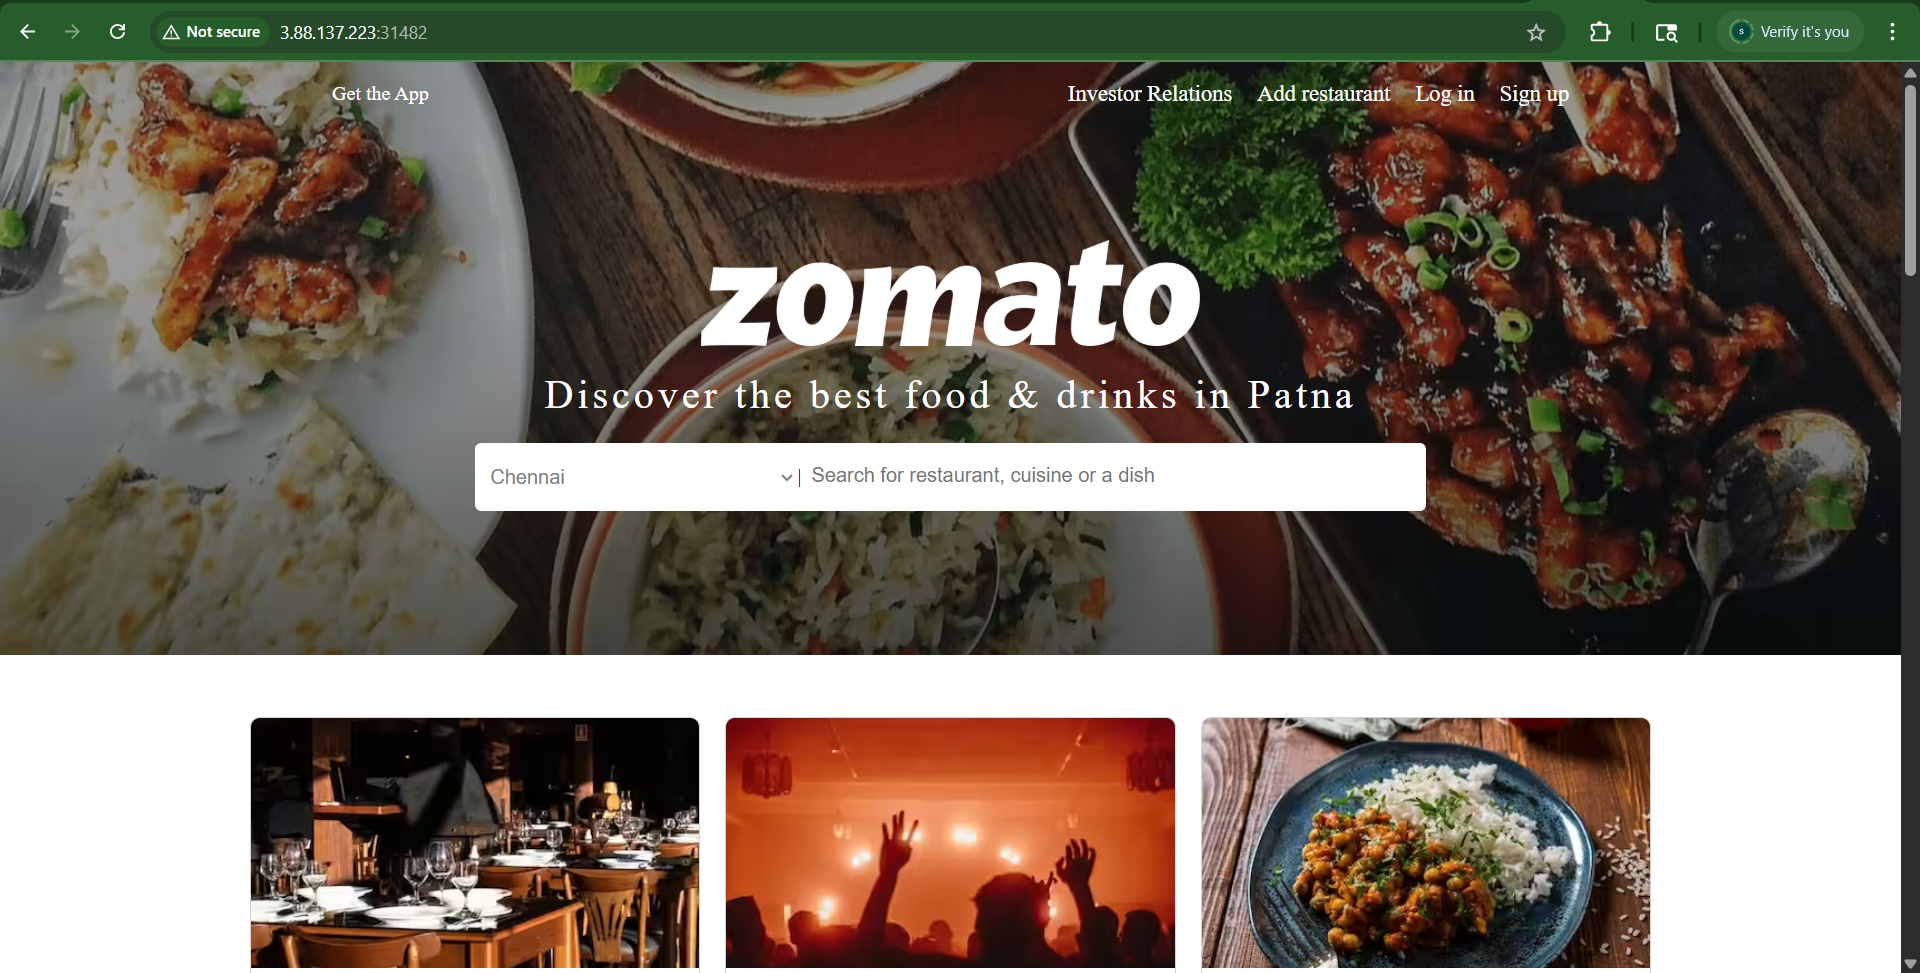 Not secure 3.88.137.223:31482 Verify it's you
Get the App Investor Relations Add restaurant Log in Sign up
zomato
Discover the best food & drinks in Patna
Chennai | Search for restaurant, cuisine or a dish